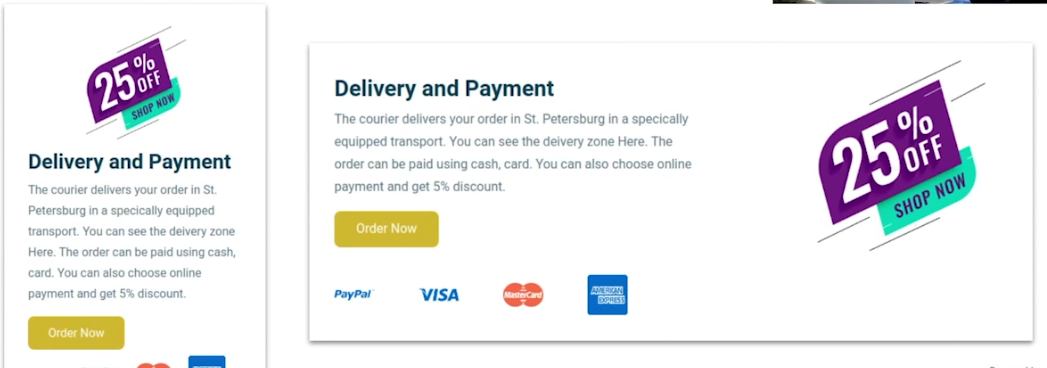 25%
OFF
SHOP NOW
Delivery and Payment
The courier delivers your order in St.
Petersburg in a specically equipped
transport. You can see the deivery zone
Here. The order can be paid using cash,
card. You can also choose online
payment and get 5% discount.
Order Now
Delivery and Payment
The courier delivers your order in St. Petersburg in a specically
equipped transport. You can see the deivery zone Here. The
order can be paid using cash, card. You can also choose online
payment and get 5% discount.
Order Now
PayPal VISA MasterCard AMERICAN EXPRESS
25%
OFF
SHOP NOW